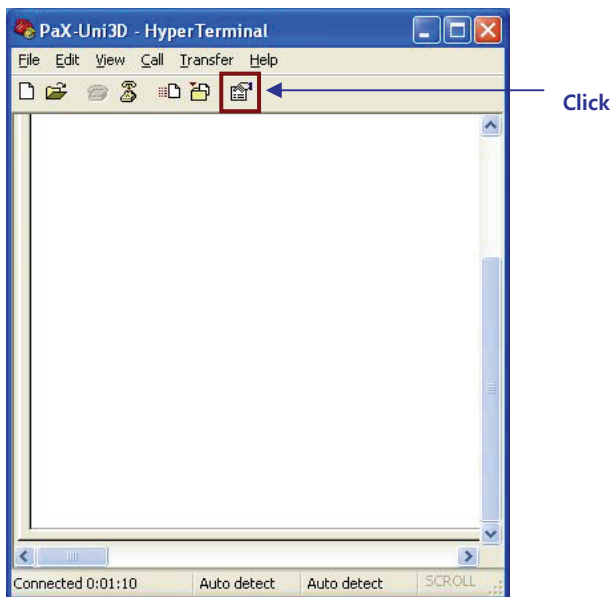 PaX-Uni3D - HyperTerminal
File Edit View Call Transfer Help
Click
Connected 0:01:10 Auto detect Auto detect SCROLL